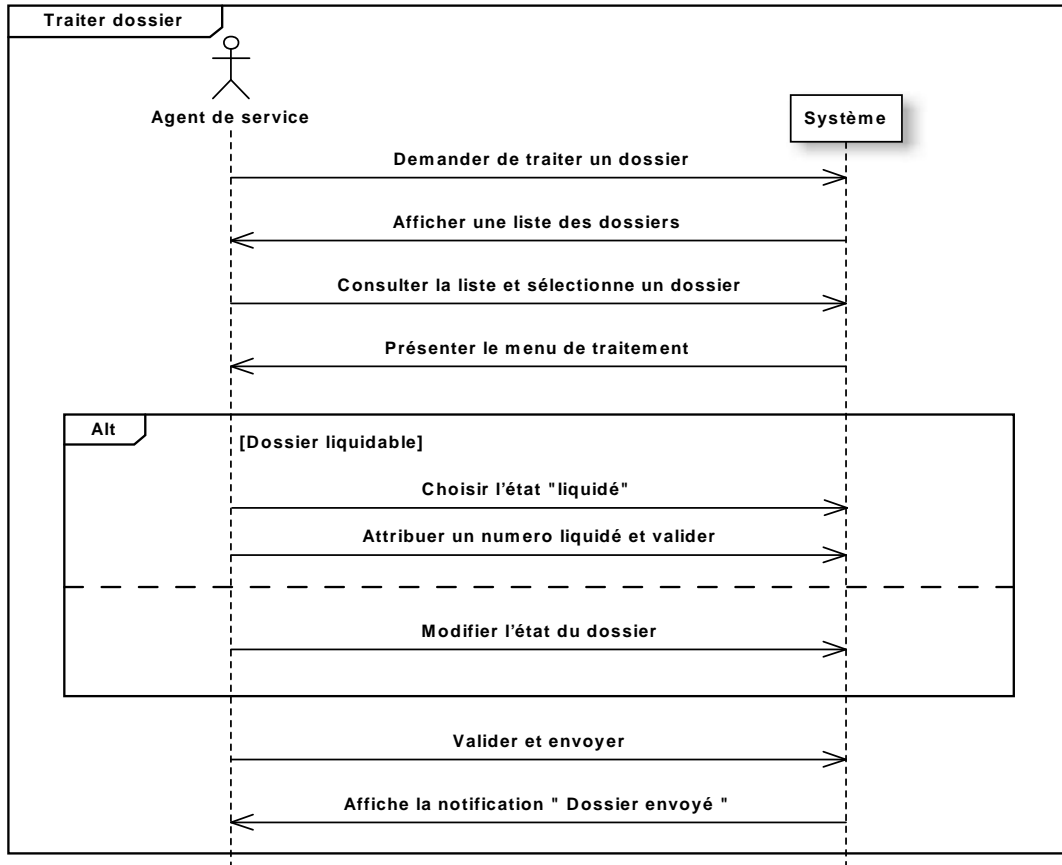 Traiter dossier
Agent de service
Système
Demander de traiter un dossier
Afficher une liste des dossiers
Consulter la liste et sélectionne un dossier
Présenter le menu de traitement
Alt
[Dossier liquidable]
Choisir l’état "liquidé"
Attribuer un numero liquidé et valider
Modifier l’état du dossier
Valider et envoyer
Affiche la notification " Dossier envoyé "